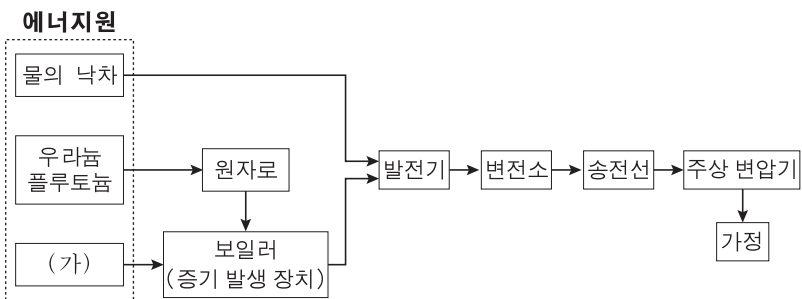 에너지원
물의 낙차
우라늄
플루토늄
원자로
(가)
보일러
(증기 발생 장치)
발전기
변전소
송전선
주상 변압기
가정